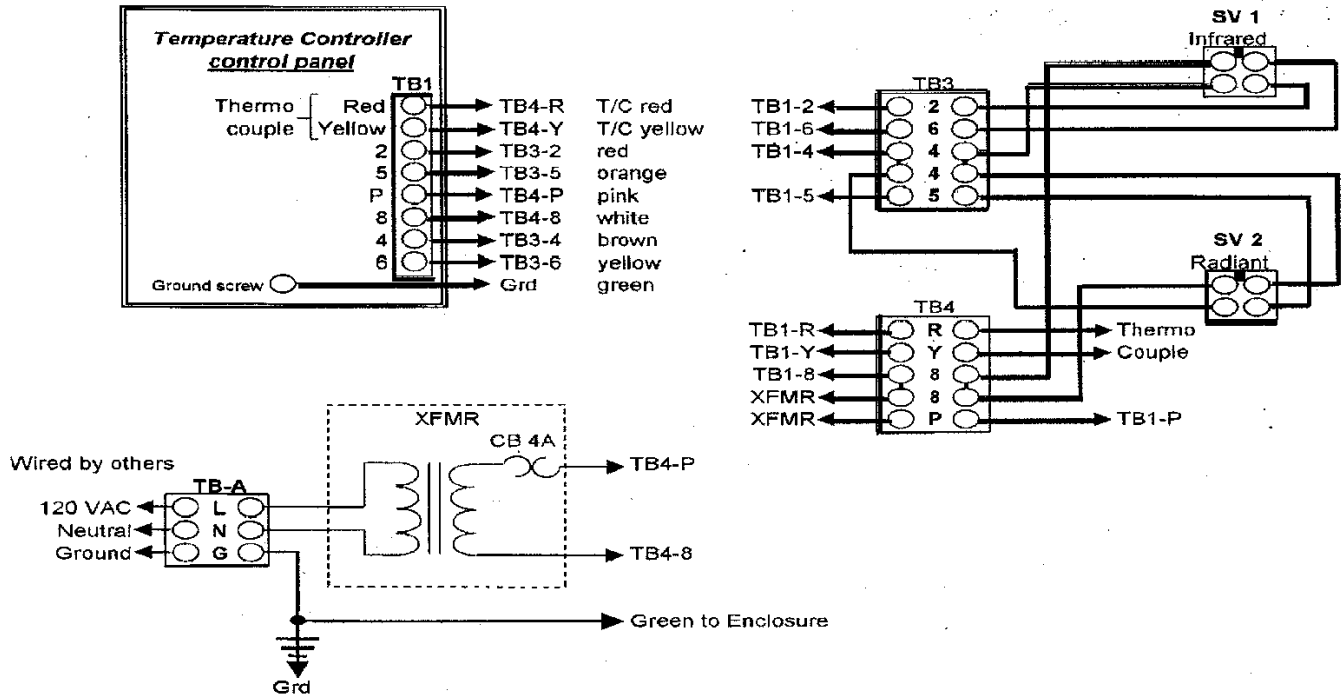 Temperature Controller
control panel
TB1
Thermo couple
Red TB4-R T/C red
Yellow TB4-Y T/C yellow
2 TB3-2 red
5 TB3-5 orange
P TB4-P pink
8 TB4-8 white
4 TB3-4 brown
6 TB3-6 yellow
Ground screw Grd green
SV 1
Infrared
TB3
TB1-2 2
TB1-6 6
TB1-4 4
4
TB1-5 5
SV 2
Radiant
TB4
TB1-R R Thermo
TB1-Y Y Couple
TB1-8 8
XFMR 8
XFMR P TB1-P
XFMR
CB 4A
TB4-P
TB4-8
Wired by others
TB-A
120 VAC L
Neutral N
Ground G
Green to Enclosure
Grd